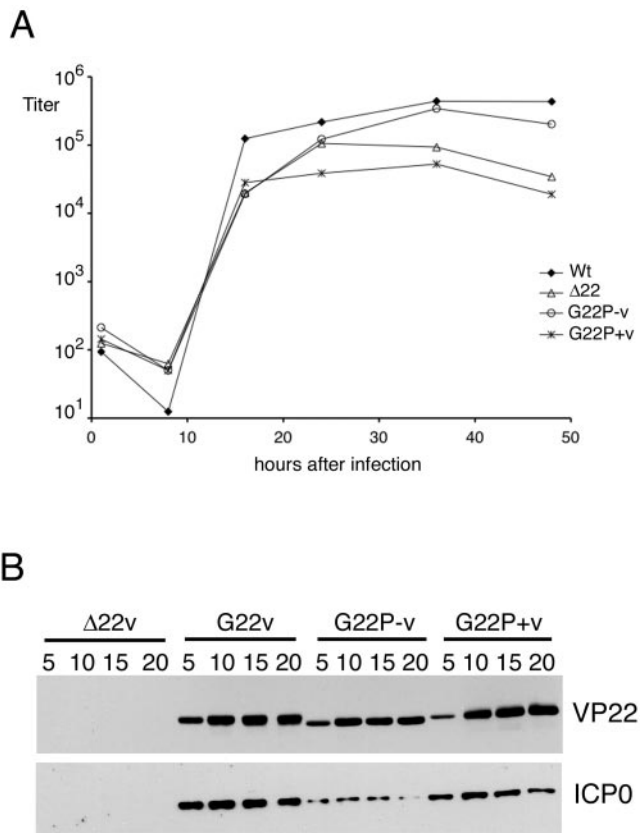 A
Titer
10^6
10^5
10^4
10^3
10^2
10^1
0 10 20 30 40 50
hours after infection
Wt
Δ22
G22P-v
G22P+v
B
Δ22v G22v G22P-v G22P+v
5 10 15 20 5 10 15 20 5 10 15 20 5 10 15 20
VP22
ICP0